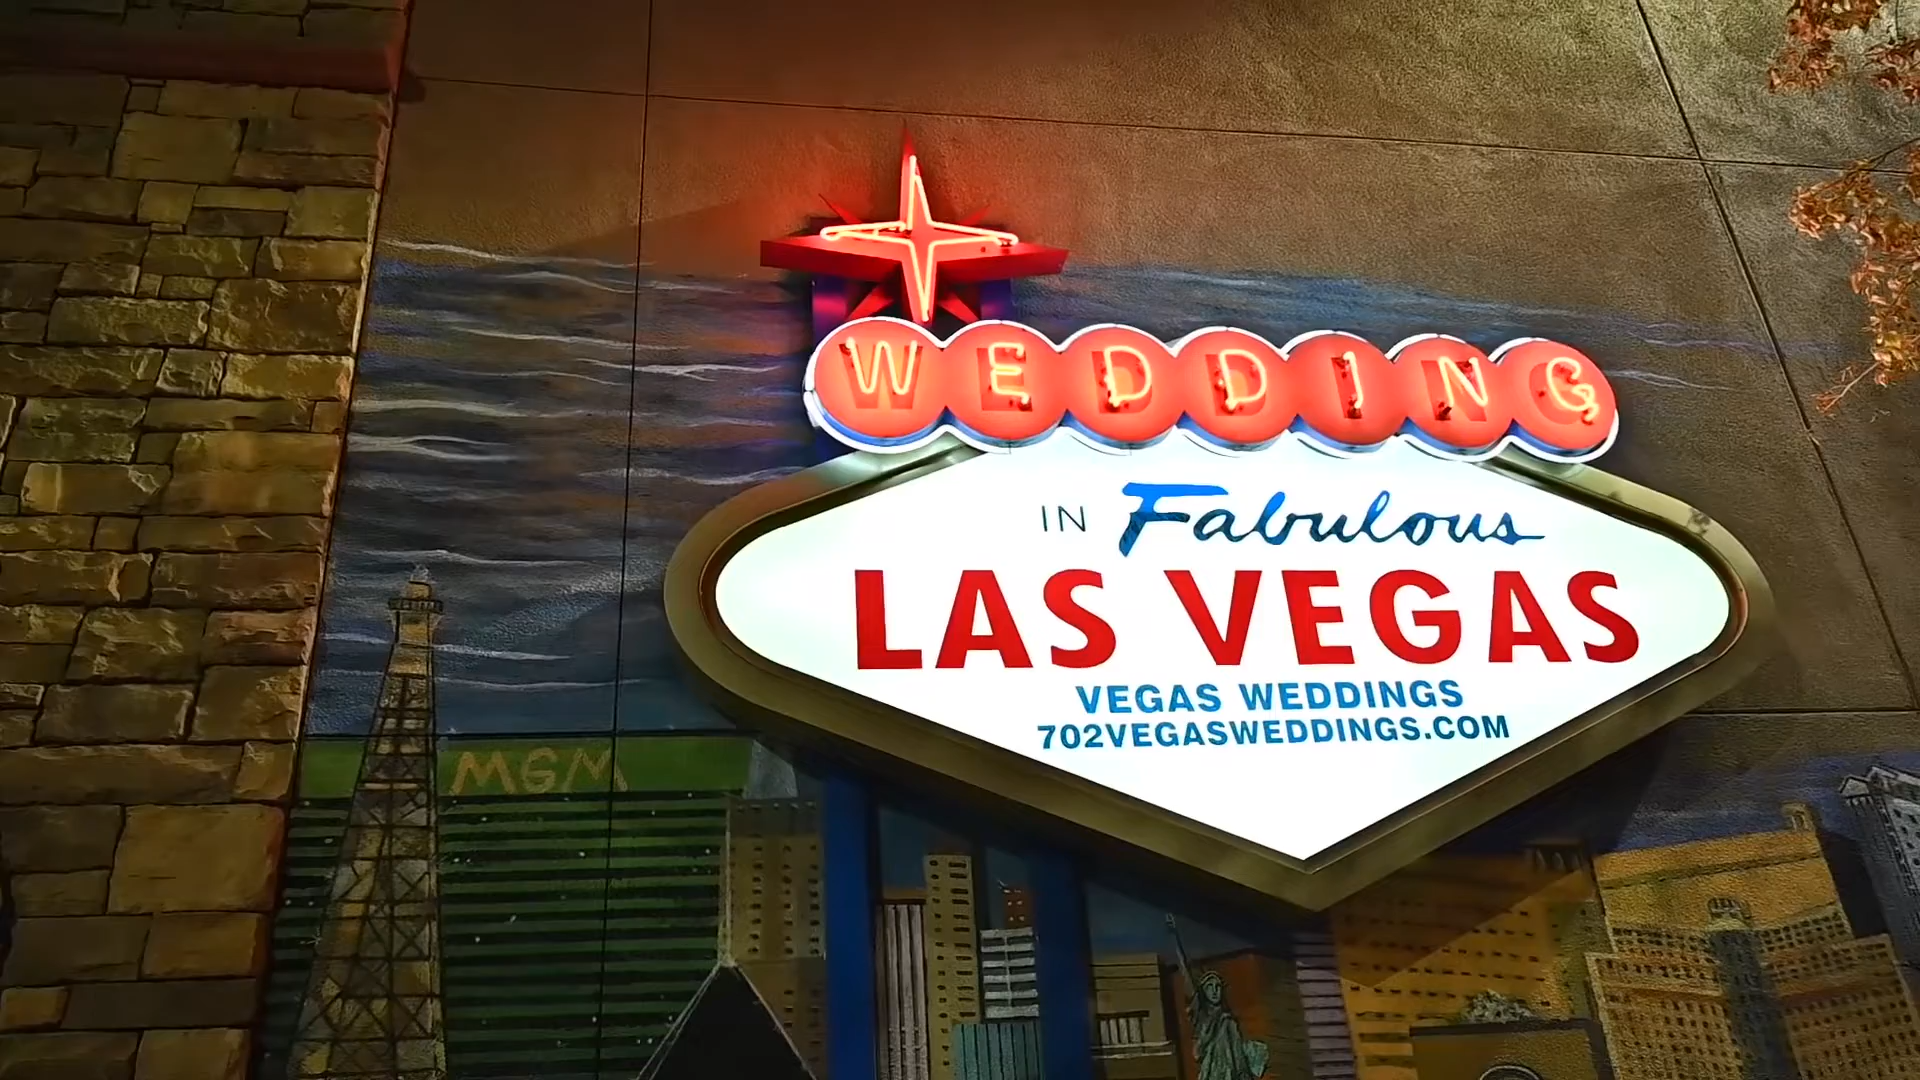 WEDDING
IN Fabulous
LAS VEGAS
VEGAS WEDDINGS
702VEGASWEDDINGS.COM
MGM